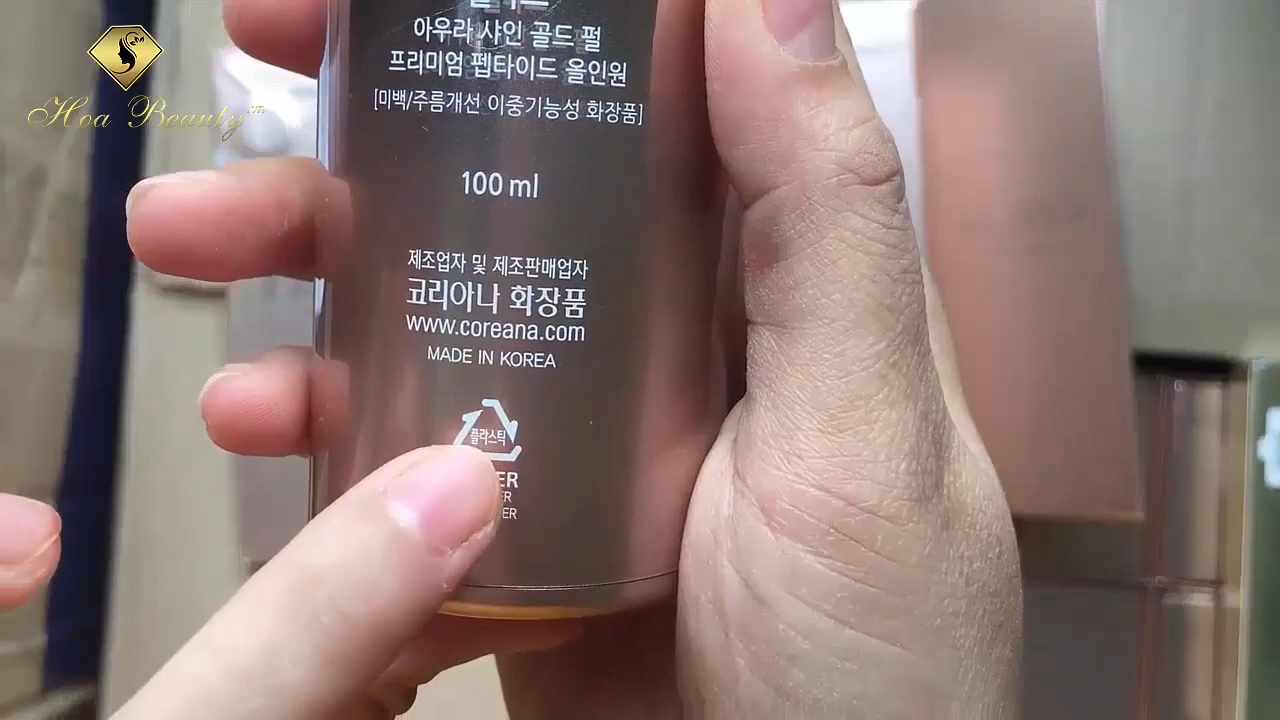 Hoa Beauty™
아우라 샤인 골드 펄
프리미엄 펩타이드 올인원
[미백/주름개선 이중기능성 화장품]
100 ml
제조업자 및 제조판매업자
코리아나 화장품
www.coreana.com
MADE IN KOREA
플라스틱